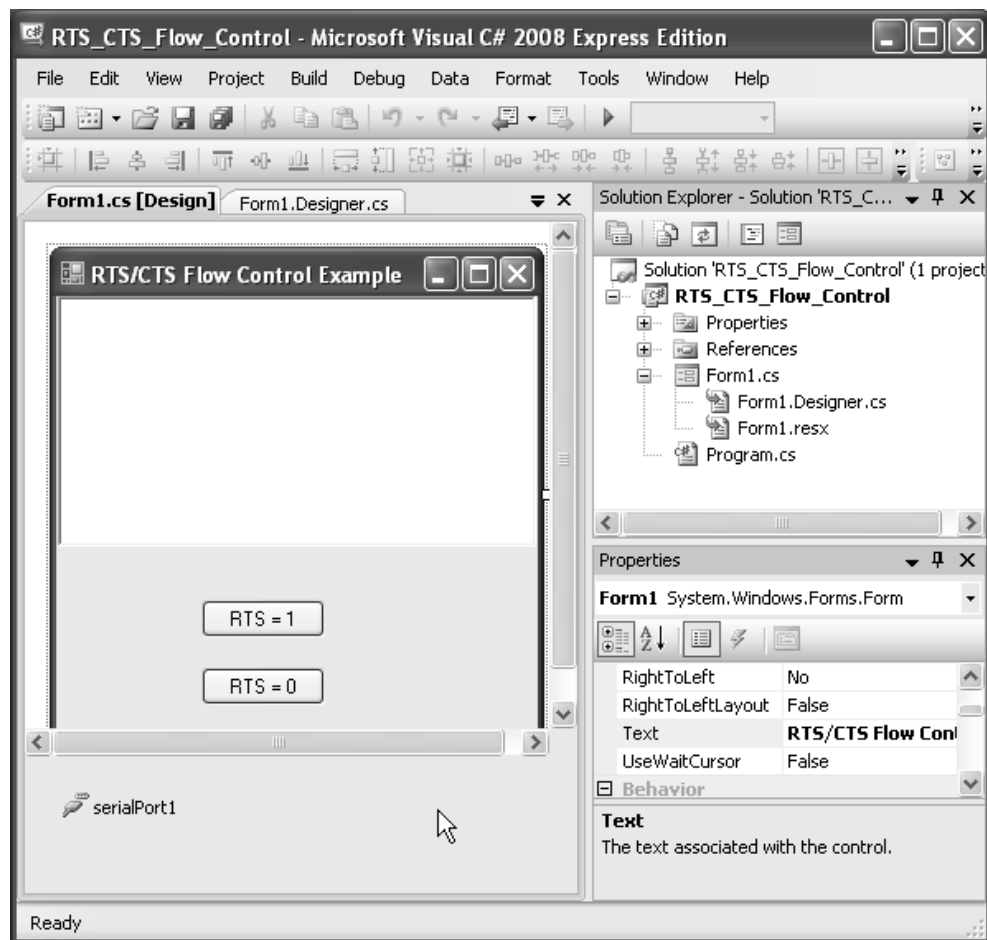 RTS_CTS_Flow_Control - Microsoft Visual C# 2008 Express Edition
File Edit View Project Build Debug Data Format Tools Window Help
Form1.cs [Design] Form1.Designer.cs
RTS/CTS Flow Control Example
RTS = 1
RTS = 0
serialPort1
Solution Explorer - Solution 'RTS_C...
Solution 'RTS_CTS_Flow_Control' (1 project
RTS_CTS_Flow_Control
Properties
References
Form1.cs
Form1.Designer.cs
Form1.resx
Program.cs
Properties
Form1 System.Windows.Forms.Form
RightToLeft No
RightToLeftLayout False
Text RTS/CTS Flow Cont
UseWaitCursor False
Behavior
Text
The text associated with the control.
Ready